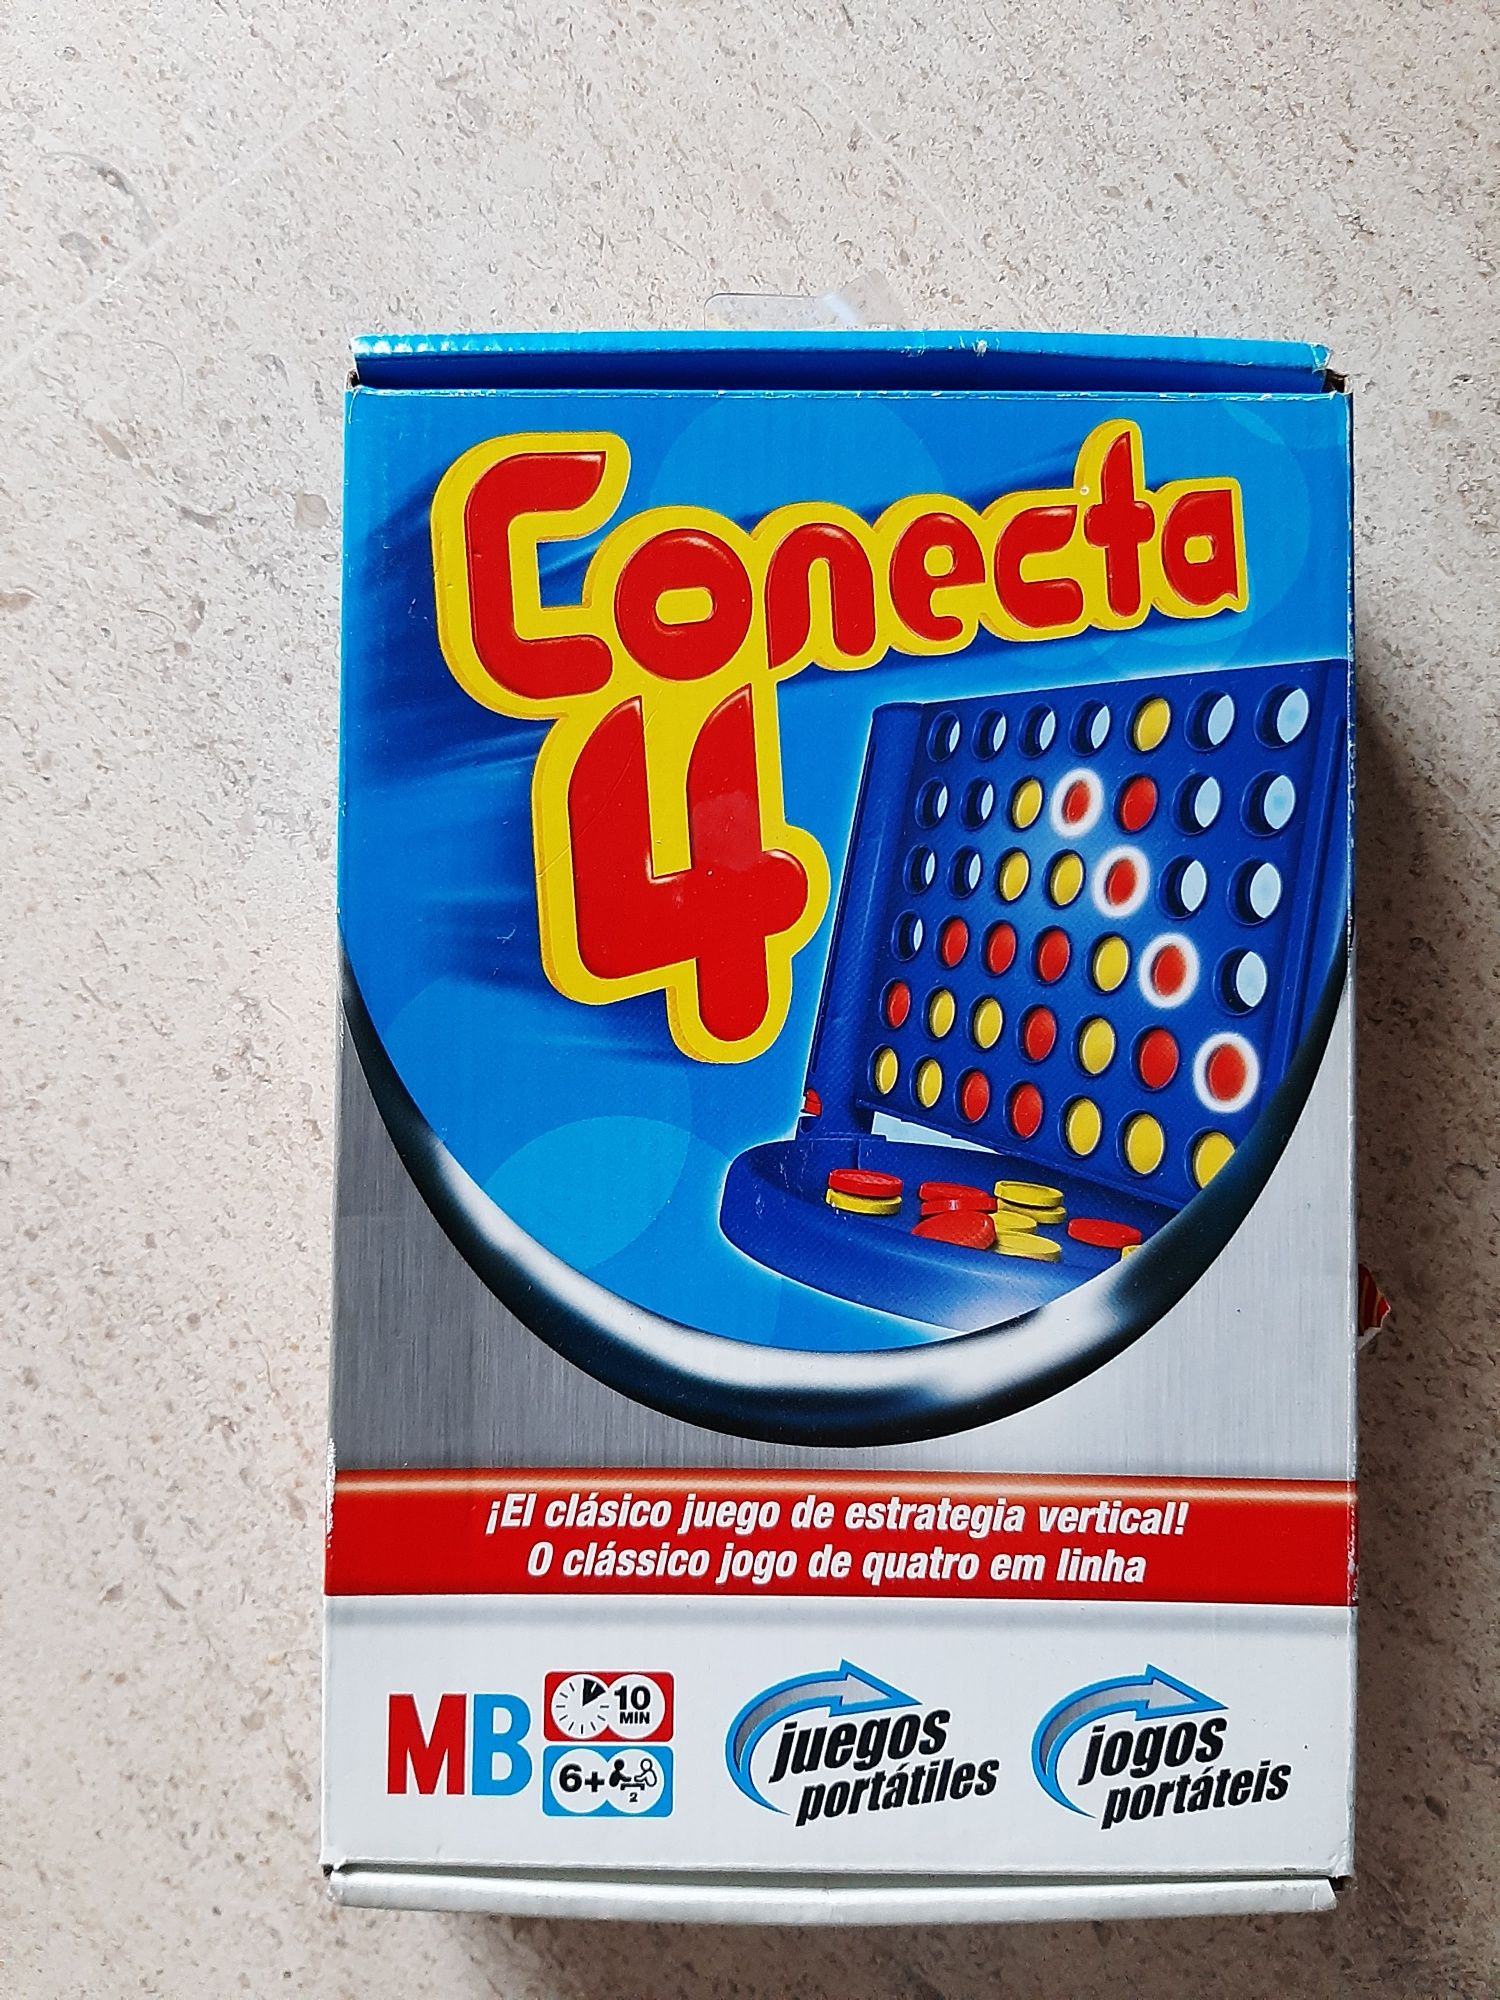 Conecta
4
¡El clásico juego de estrategia vertical!
O clássico jogo de quatro em linha
MB
10
MIN
6+
2
juegos
portátiles
jogos
portáteis